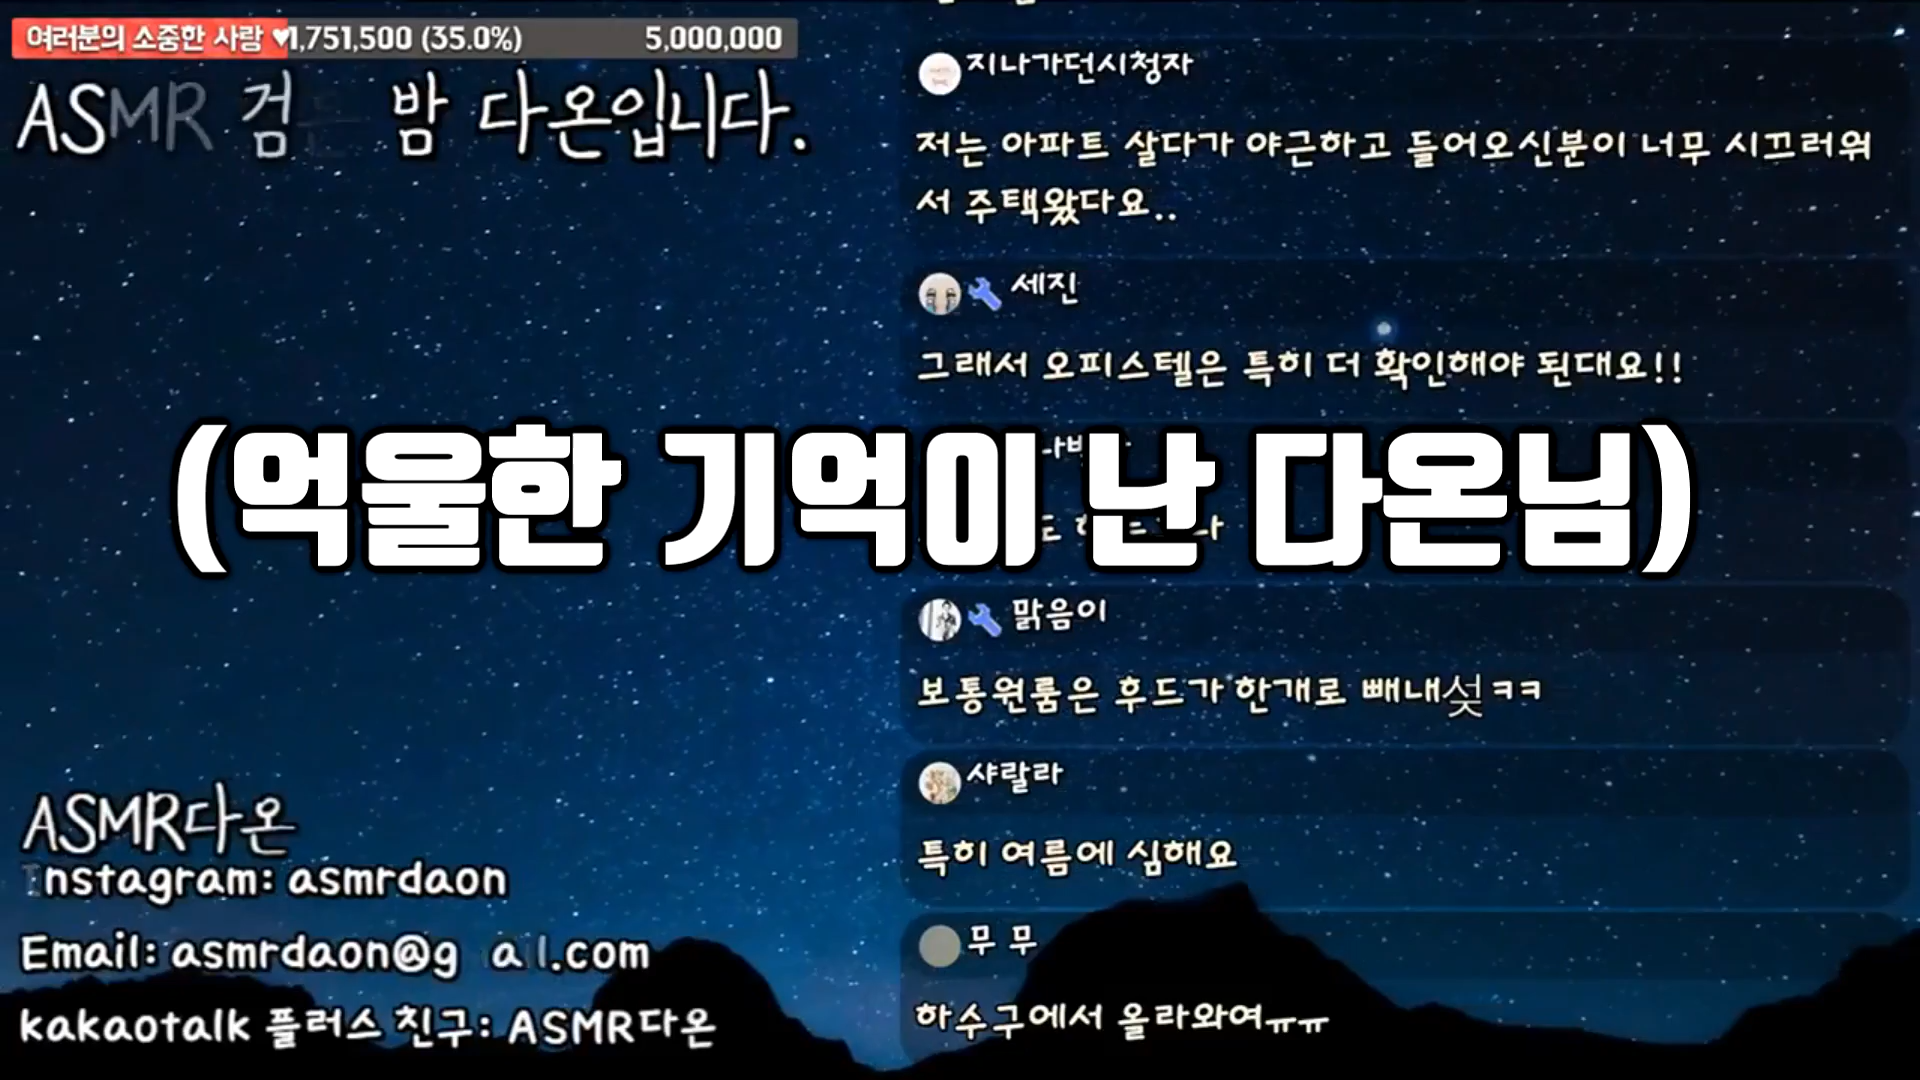 여러분의 소중한 사랑 ♥1,751,500 (35.0%) 5,000,000
ASMR 검은 밤 다온입니다.
지나가던시청자
저는 아파트 살다가 야근하고 들어오신분이 너무 시끄러워
서 주택왔다요..
세진
그래서 오피스텔은 특히 더 확인해야 된대요!!
(억울한 기억이 난 다온님)
맑음이
보통원룸은 후드가 한개로 빼내섲ㅋㅋ
샤랄라
특히 여름에 심해요
무 무
하수구에서 올라와여ㅠㅠ
ASMR다온
Instagram: asmrdaon
Email: asmrdaon@g a l.com
kakaotalk 플러스 친구: ASMR다온